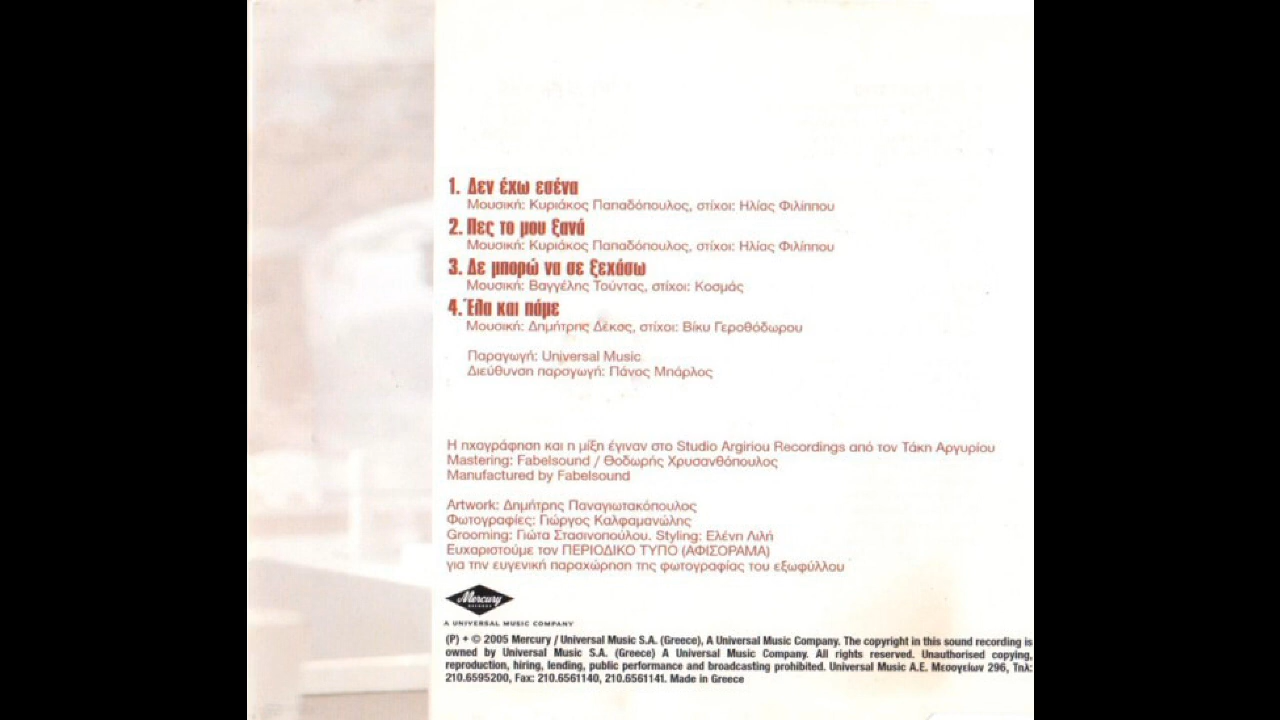 1. Δεν έχω εσένα
Μουσική: Κυριάκος Παπαδόπουλος, στίχοι: Ηλίας Φιλίππου
2. Πες το μου ξανά
Μουσική: Κυριάκος Παπαδόπουλος, στίχοι: Ηλίας Φιλίππου
3. Δε μπορώ να σε ξεχάσω
Μουσική: Βαγγέλης Τούντας, στίχοι: Κοσμάς
4. Έλα και πάμε
Μουσική: Δημήτρης Δέκος, στίχοι: Βίκυ Γεροθόδωρου
Παραγωγή: Universal Music
Διεύθυνση παραγωγή: Πάνος Μπάρλος
Η ηχογράφηση και η μίξη έγιναν στο Studio Argiriou Recordings από τον Τάκη Αργυρίου
Mastering: Fabelsound / Θοδωρής Χρυσανθόπουλος
Manufactured by Fabelsound
Artwork: Δημήτρης Παναγιωτακόπουλος
Φωτογραφίες: Γιώργος Καλφαμανώλης
Grooming: Γιώτα Στασινοπούλου. Styling: Ελένη Λιλή
Ευχαριστούμε τον ΠΕΡΙΟΔΙΚΟ ΤΥΠΟ (ΑΦΙΣΟΡΑΜΑ)
για την ευγενική παραχώρηση της φωτογραφίας του εξωφύλλου
Mercury
RECORDS
A UNIVERSAL MUSIC COMPANY
(P) + © 2005 Mercury / Universal Music S.A. (Greece), A Universal Music Company. The copyright in this sound recording is
owned by Universal Music S.A. (Greece) A Universal Music Company. All rights reserved. Unauthorised copying,
reproduction, hiring, lending, public performance and broadcasting prohibited. Universal Music A.E. Μεσογείων 296, Τηλ:
210.6595200, Fax: 210.6561140, 210.6561141. Made in Greece